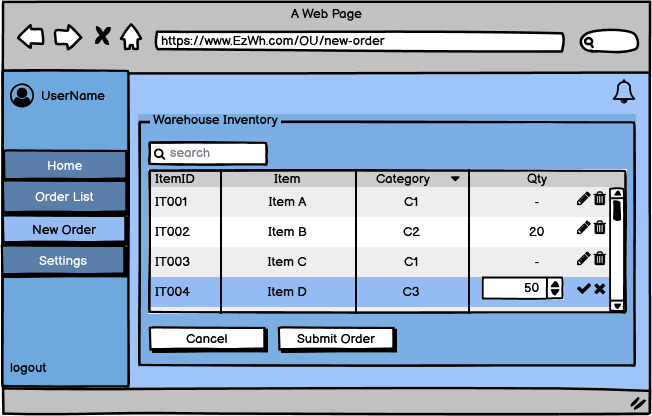 A Web Page
https://www.EzWh.com/OU/new-order
UserName
Home
Order List
New Order
Settings
logout
Warehouse Inventory
search
ItemID Item Category Qty
IT001 Item A C1 -
IT002 Item B C2 20
IT003 Item C C1 -
IT004 Item D C3 50
Cancel Submit Order